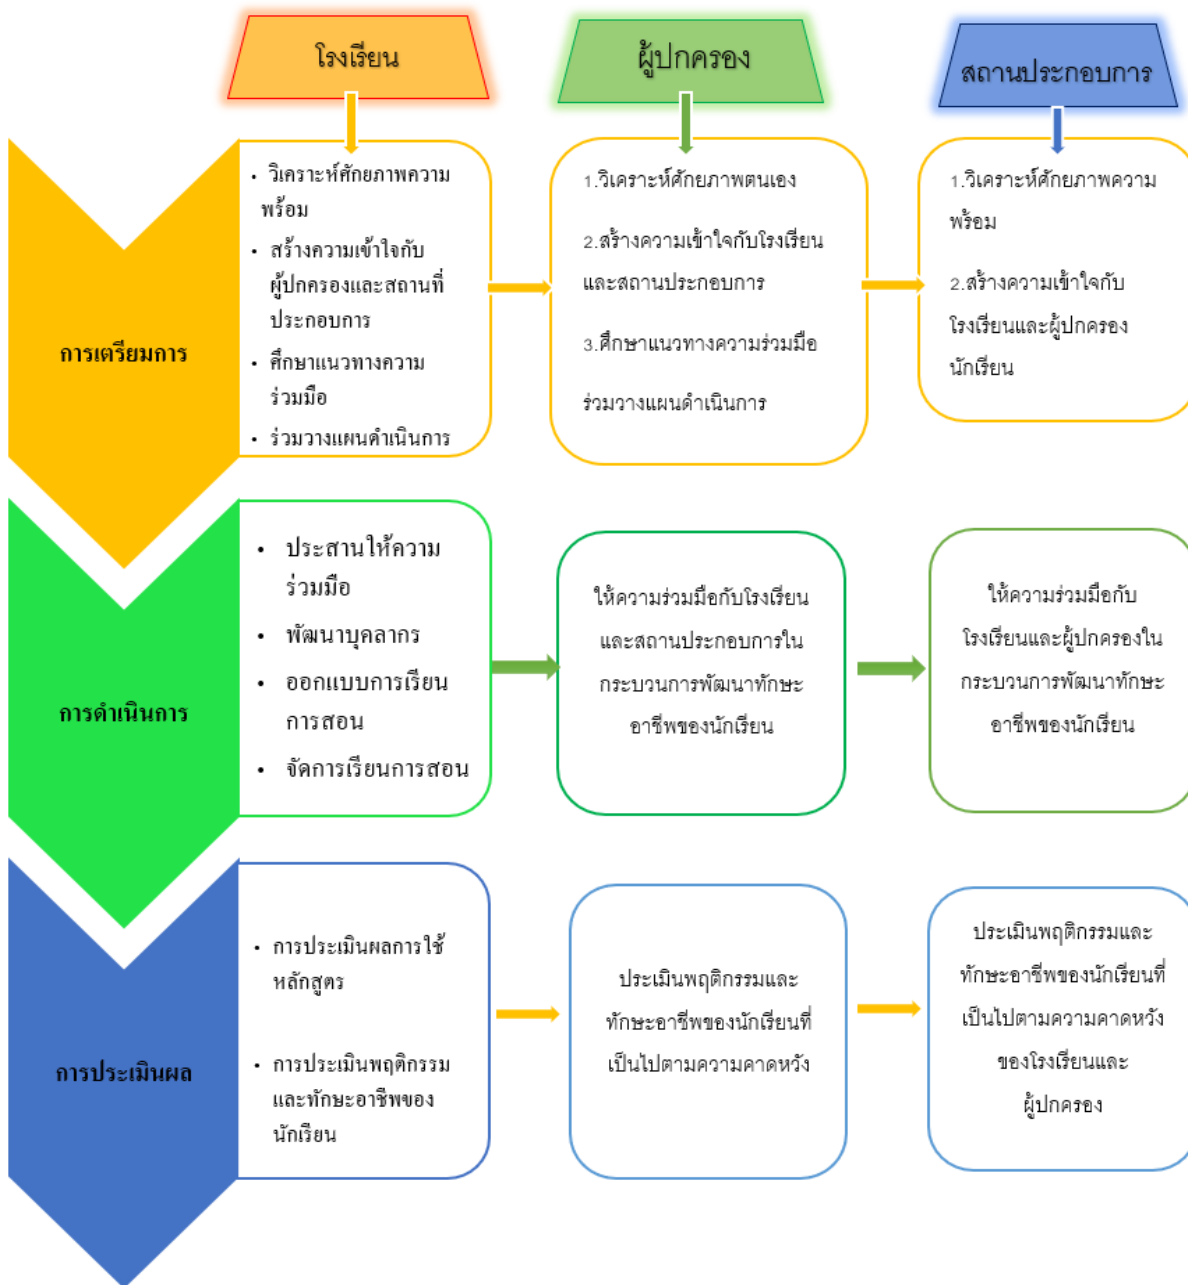 โรงเรียน
ผู้ปกครอง
สถานประกอบการ
การเตรียมการ
• วิเคราะห์ศักยภาพความ
พร้อม
• สร้างความเข้าใจกับ
ผู้ปกครองและสถานที่
ประกอบการ
• ศึกษาแนวทางความ
ร่วมมือ
• ร่วมวางแผนดำเนินการ
1.วิเคราะห์ศักยภาพตนเอง
2.สร้างความเข้าใจกับโรงเรียน
และสถานประกอบการ
3.ศึกษาแนวทางความร่วมมือ
ร่วมวางแผนดำเนินการ
1.วิเคราะห์ศักยภาพความ
พร้อม
2.สร้างความเข้าใจกับ
โรงเรียนและผู้ปกครอง
นักเรียน
การดำเนินการ
• ประสานให้ความ
ร่วมมือ
• พัฒนาบุคลากร
• ออกแบบการเรียน
การสอน
• จัดการเรียนการสอน
ให้ความร่วมมือกับโรงเรียน
และสถานประกอบการใน
กระบวนการพัฒนาทักษะ
อาชีพของนักเรียน
ให้ความร่วมมือกับ
โรงเรียนและผู้ปกครองใน
กระบวนการพัฒนาทักษะ
อาชีพของนักเรียน
การประเมินผล
• การประเมินผลการใช้
หลักสูตร
• การประเมินพฤติกรรม
และทักษะอาชีพของ
นักเรียน
ประเมินพฤติกรรมและ
ทักษะอาชีพของนักเรียนที่
เป็นไปตามความคาดหวัง
ประเมินพฤติกรรมและ
ทักษะอาชีพของนักเรียนที่
เป็นไปตามความคาดหวัง
ของโรงเรียนและ
ผู้ปกครอง